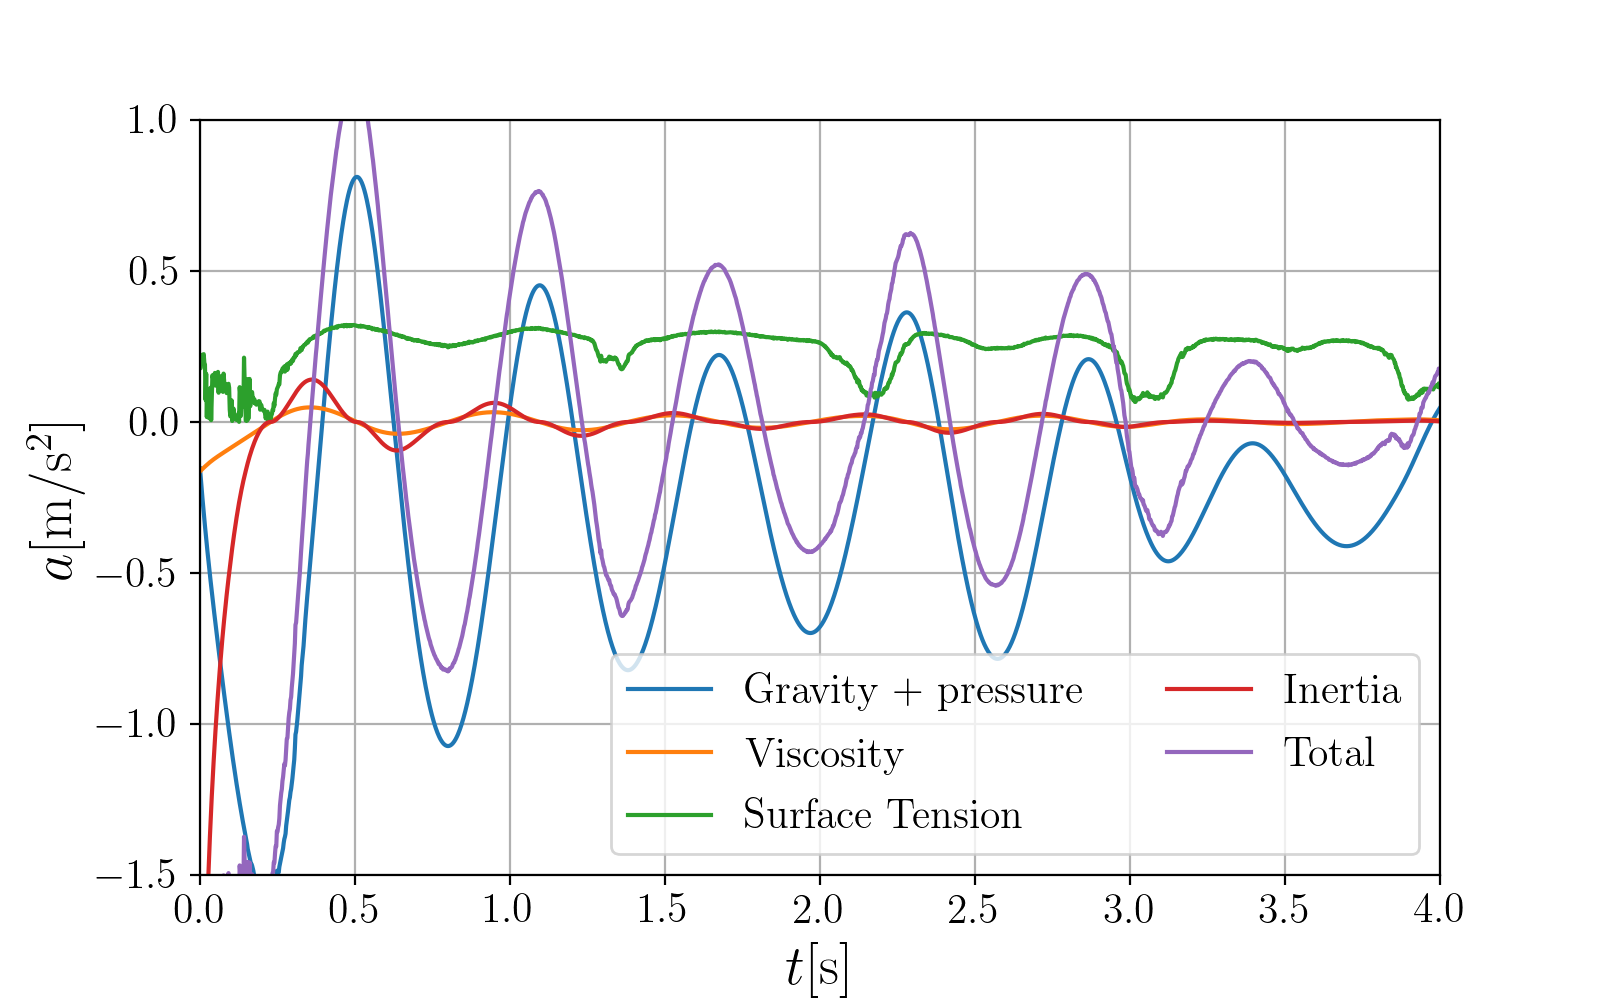 1.0
0.5
0.0
−0.5
−1.0
−1.5
a[m/s²]
0.0 0.5 1.0 1.5 2.0 2.5 3.0 3.5 4.0
t[s]
Gravity + pressure
Viscosity
Surface Tension
Inertia
Total